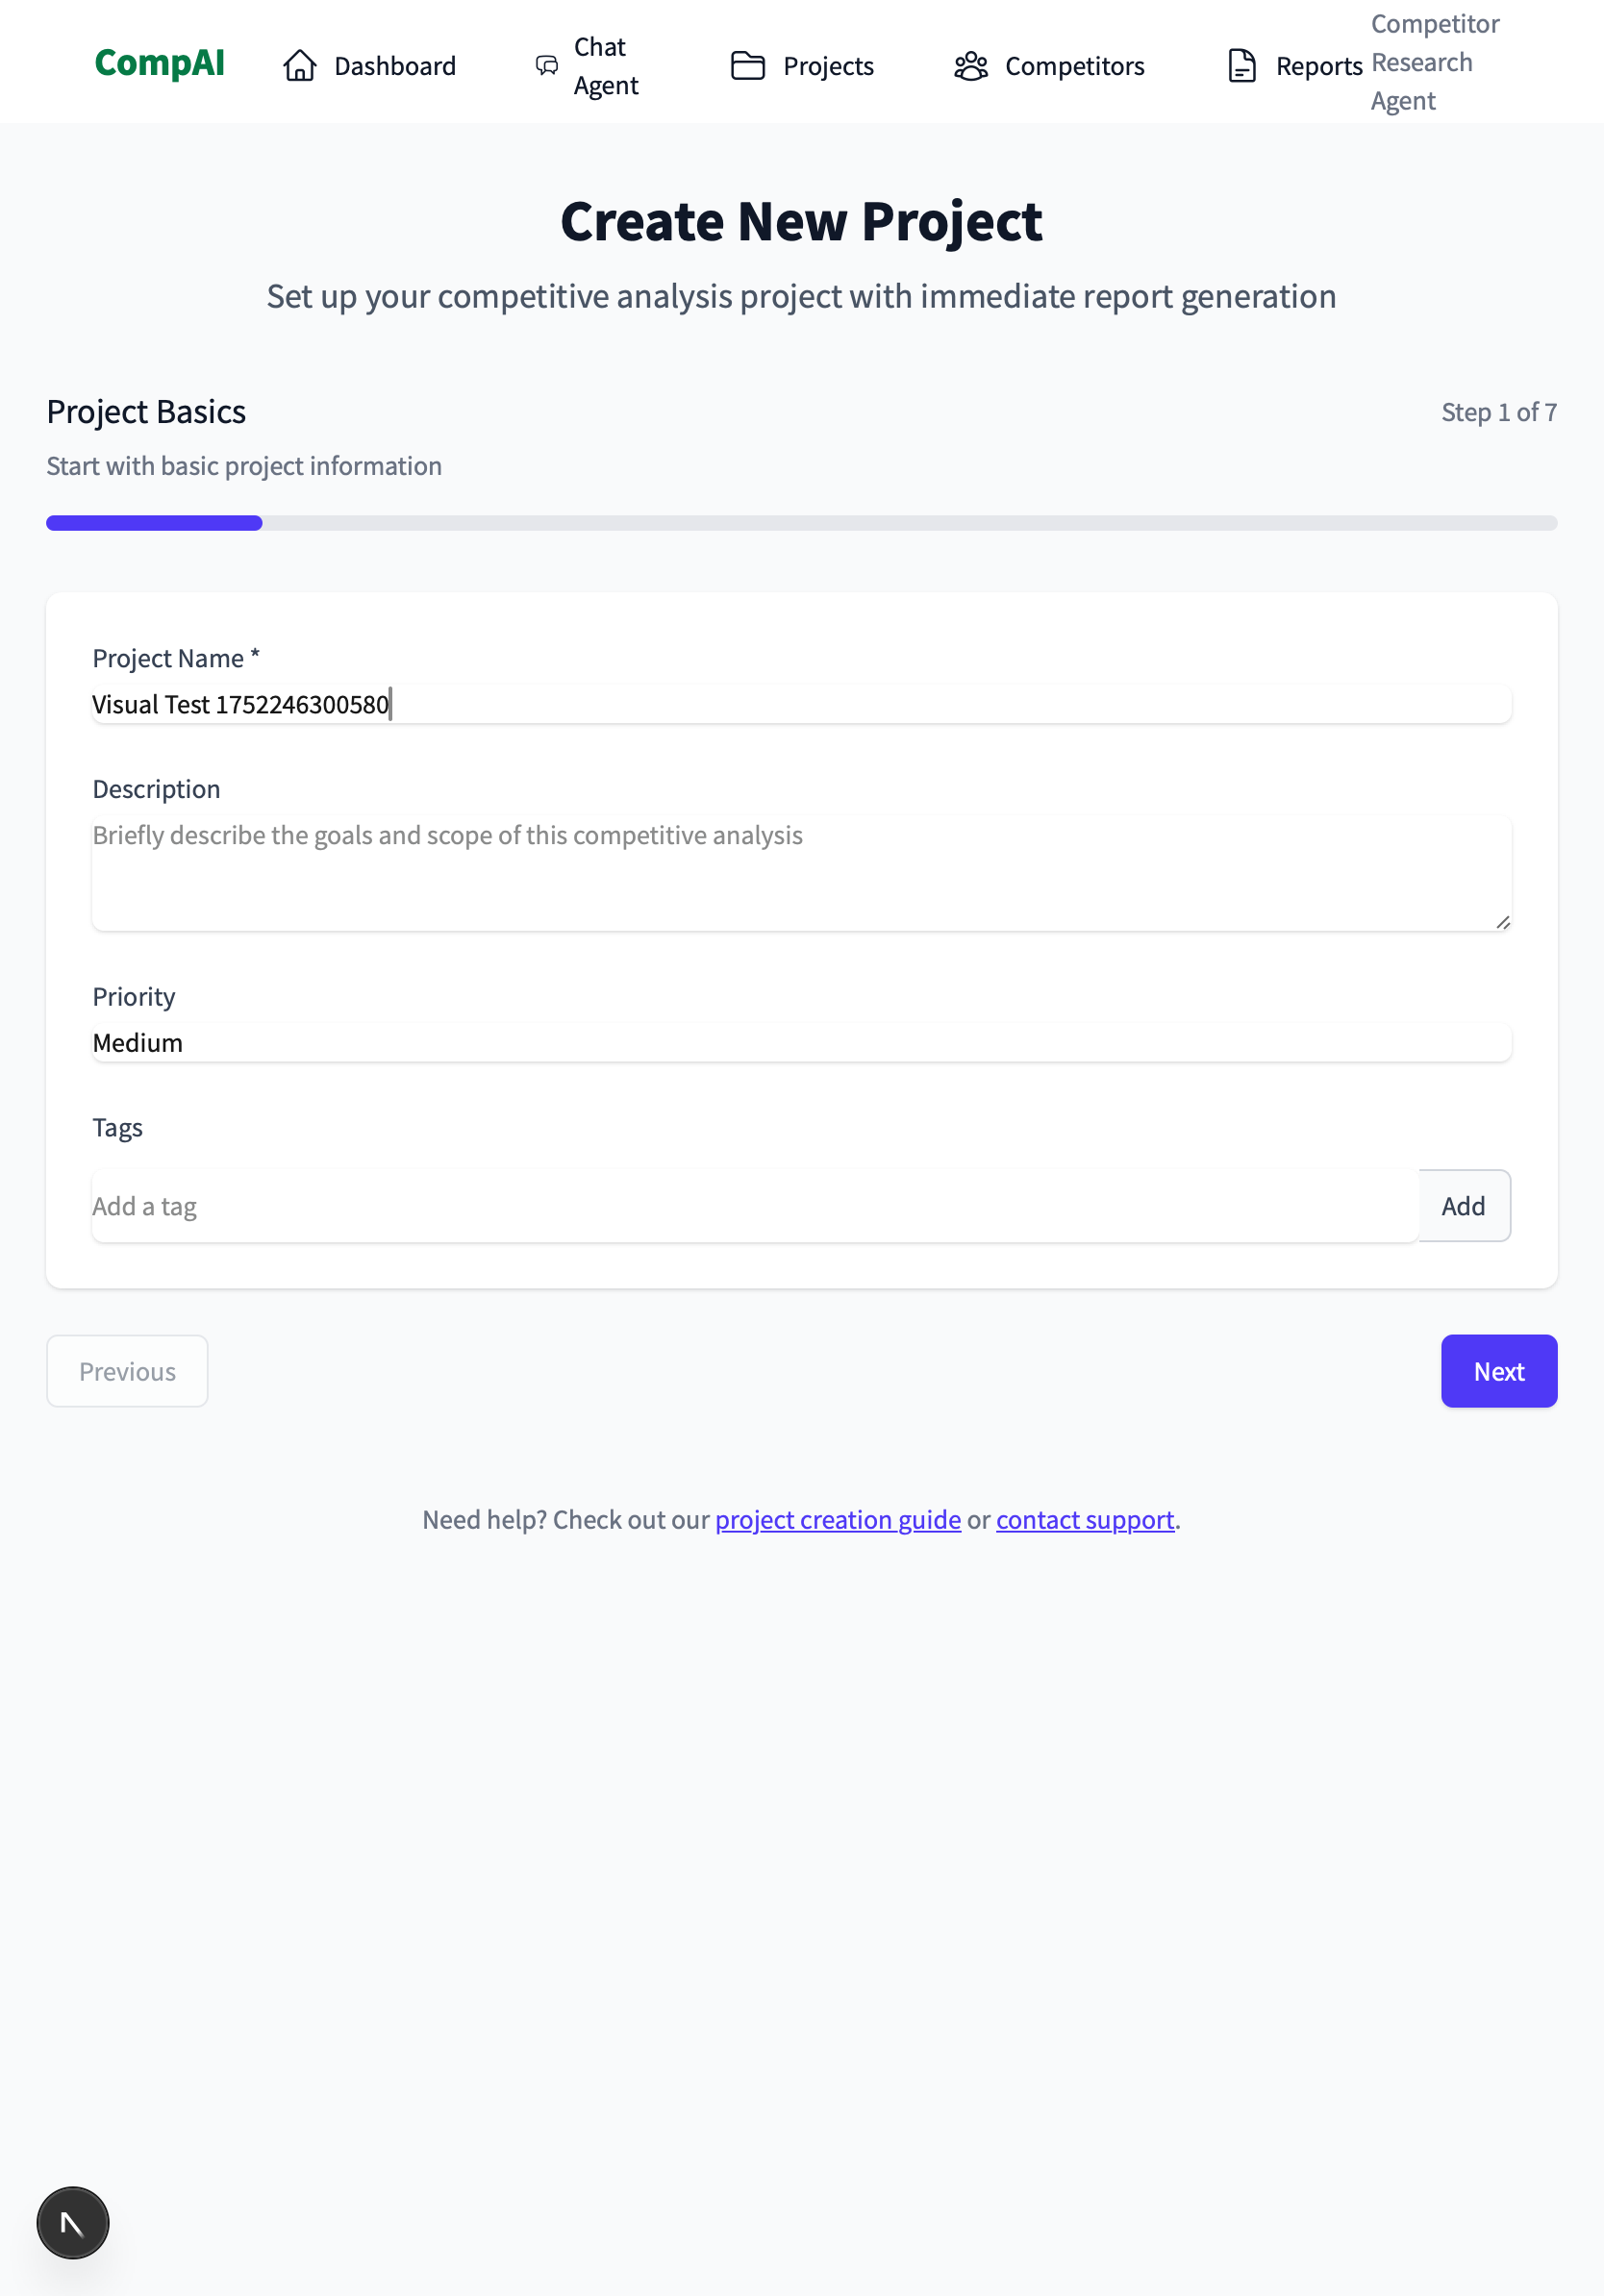 CompAI
Dashboard
Chat
Agent
Projects
Competitors
Reports
Competitor
Research
Agent
Create New Project
Set up your competitive analysis project with immediate report generation
Project Basics
Step 1 of 7
Start with basic project information
Project Name *
Visual Test 1752246300580
Description
Briefly describe the goals and scope of this competitive analysis
Priority
Medium
Tags
Add a tag
Add
Previous
Next
Need help? Check out our project creation guide or contact support.